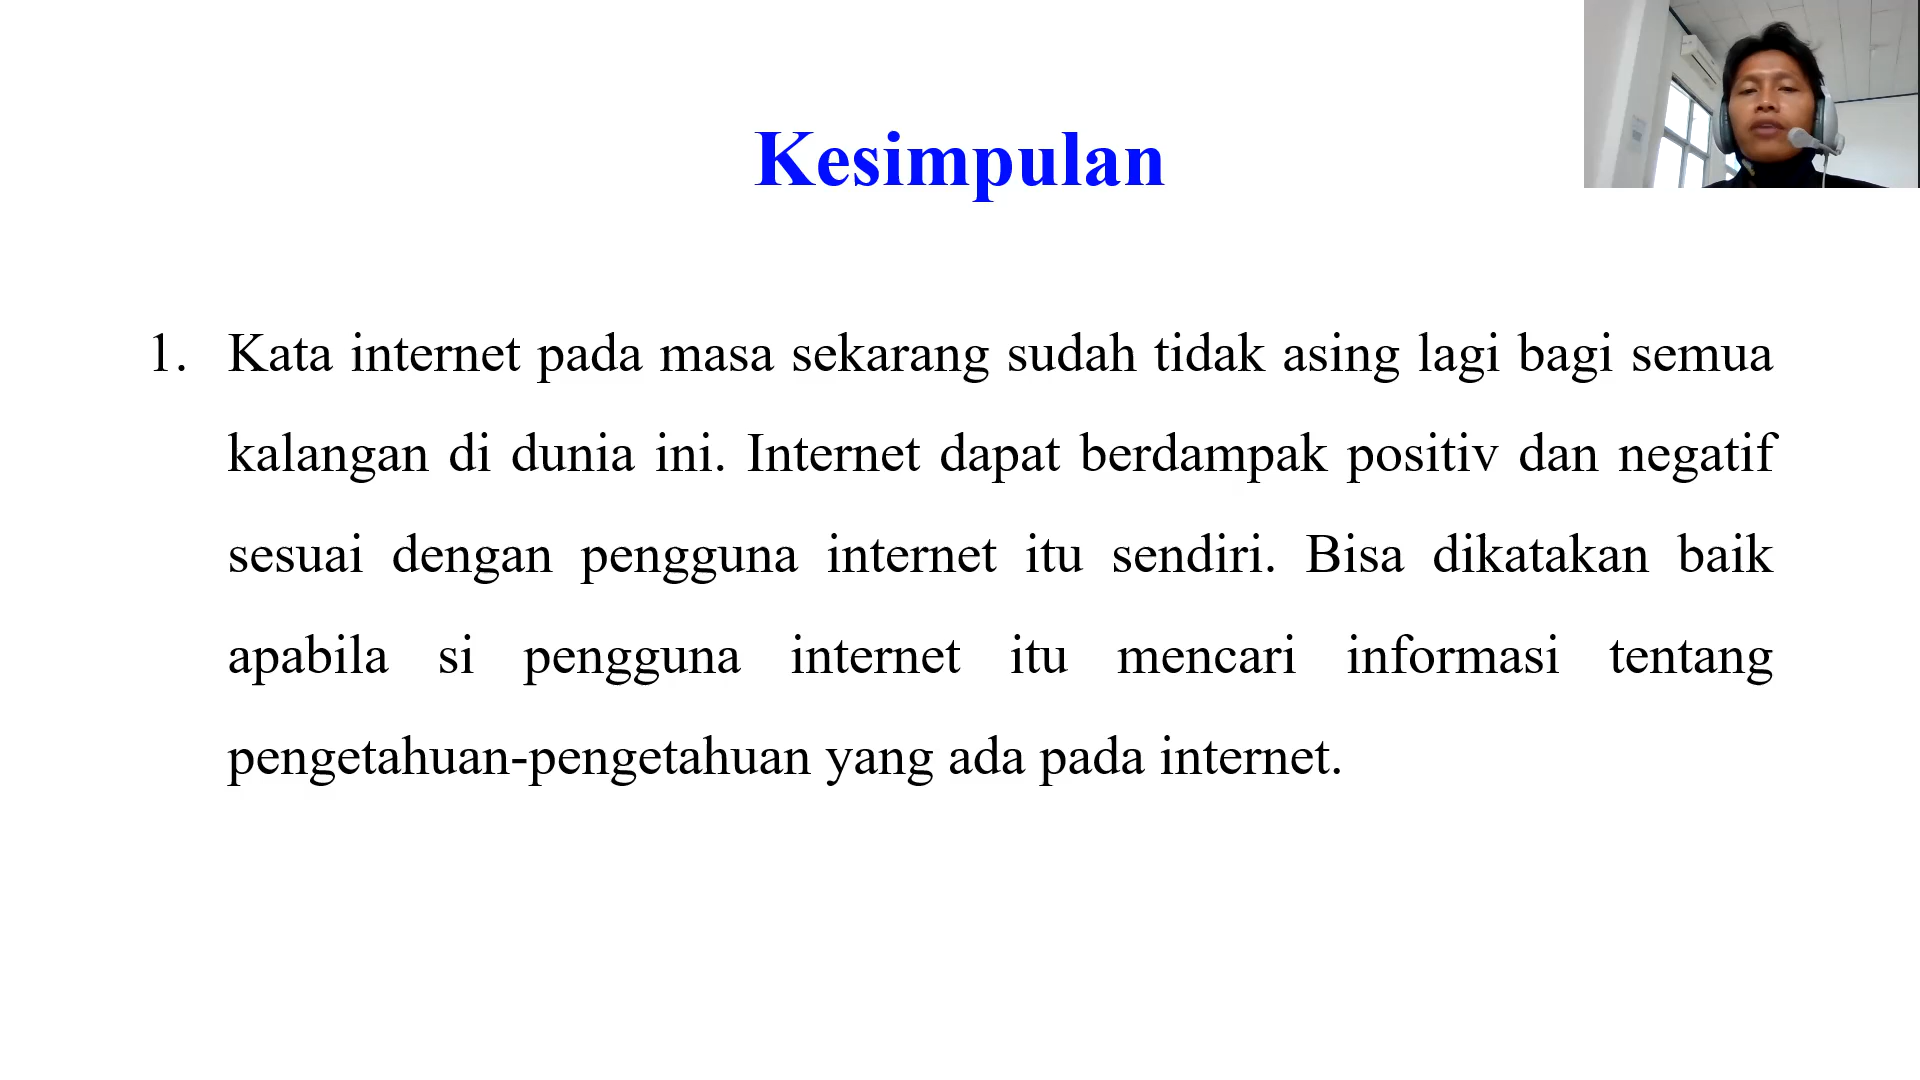 Kesimpulan
1. Kata internet pada masa sekarang sudah tidak asing lagi bagi semua
kalangan di dunia ini. Internet dapat berdampak positiv dan negatif
sesuai dengan pengguna internet itu sendiri. Bisa dikatakan baik
apabila si pengguna internet itu mencari informasi tentang
pengetahuan-pengetahuan yang ada pada internet.